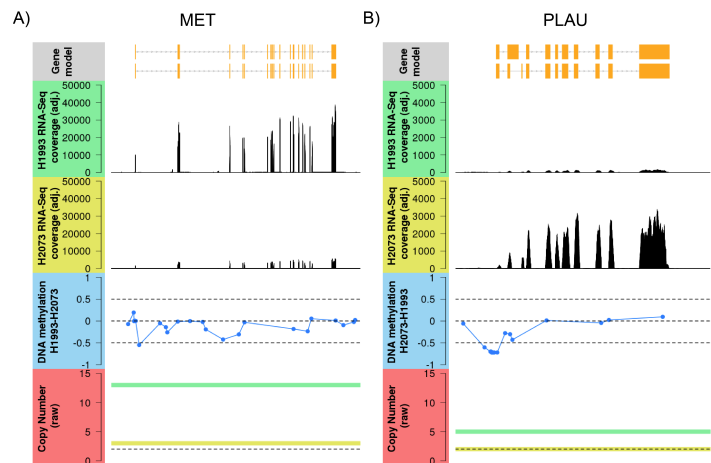 A)
MET
Gene
model
H1993 RNA-Seq
coverage (adj.)
50000
40000
30000
20000
10000
0
H2073 RNA-Seq
coverage (adj.)
50000
40000
30000
20000
10000
0
DNA methylation
H1993-H2073
1
0.5
0
-0.5
-1
Copy Number
(raw)
15
10
5
0
B)
PLAU
Gene
model
H1993 RNA-Seq
coverage (adj.)
5000
4000
3000
2000
1000
0
H2073 RNA-Seq
coverage (adj.)
5000
4000
3000
2000
1000
0
DNA methylation
H2073-H1993
1
0.5
0
-0.5
-1
Copy Number
(raw)
15
10
5
0